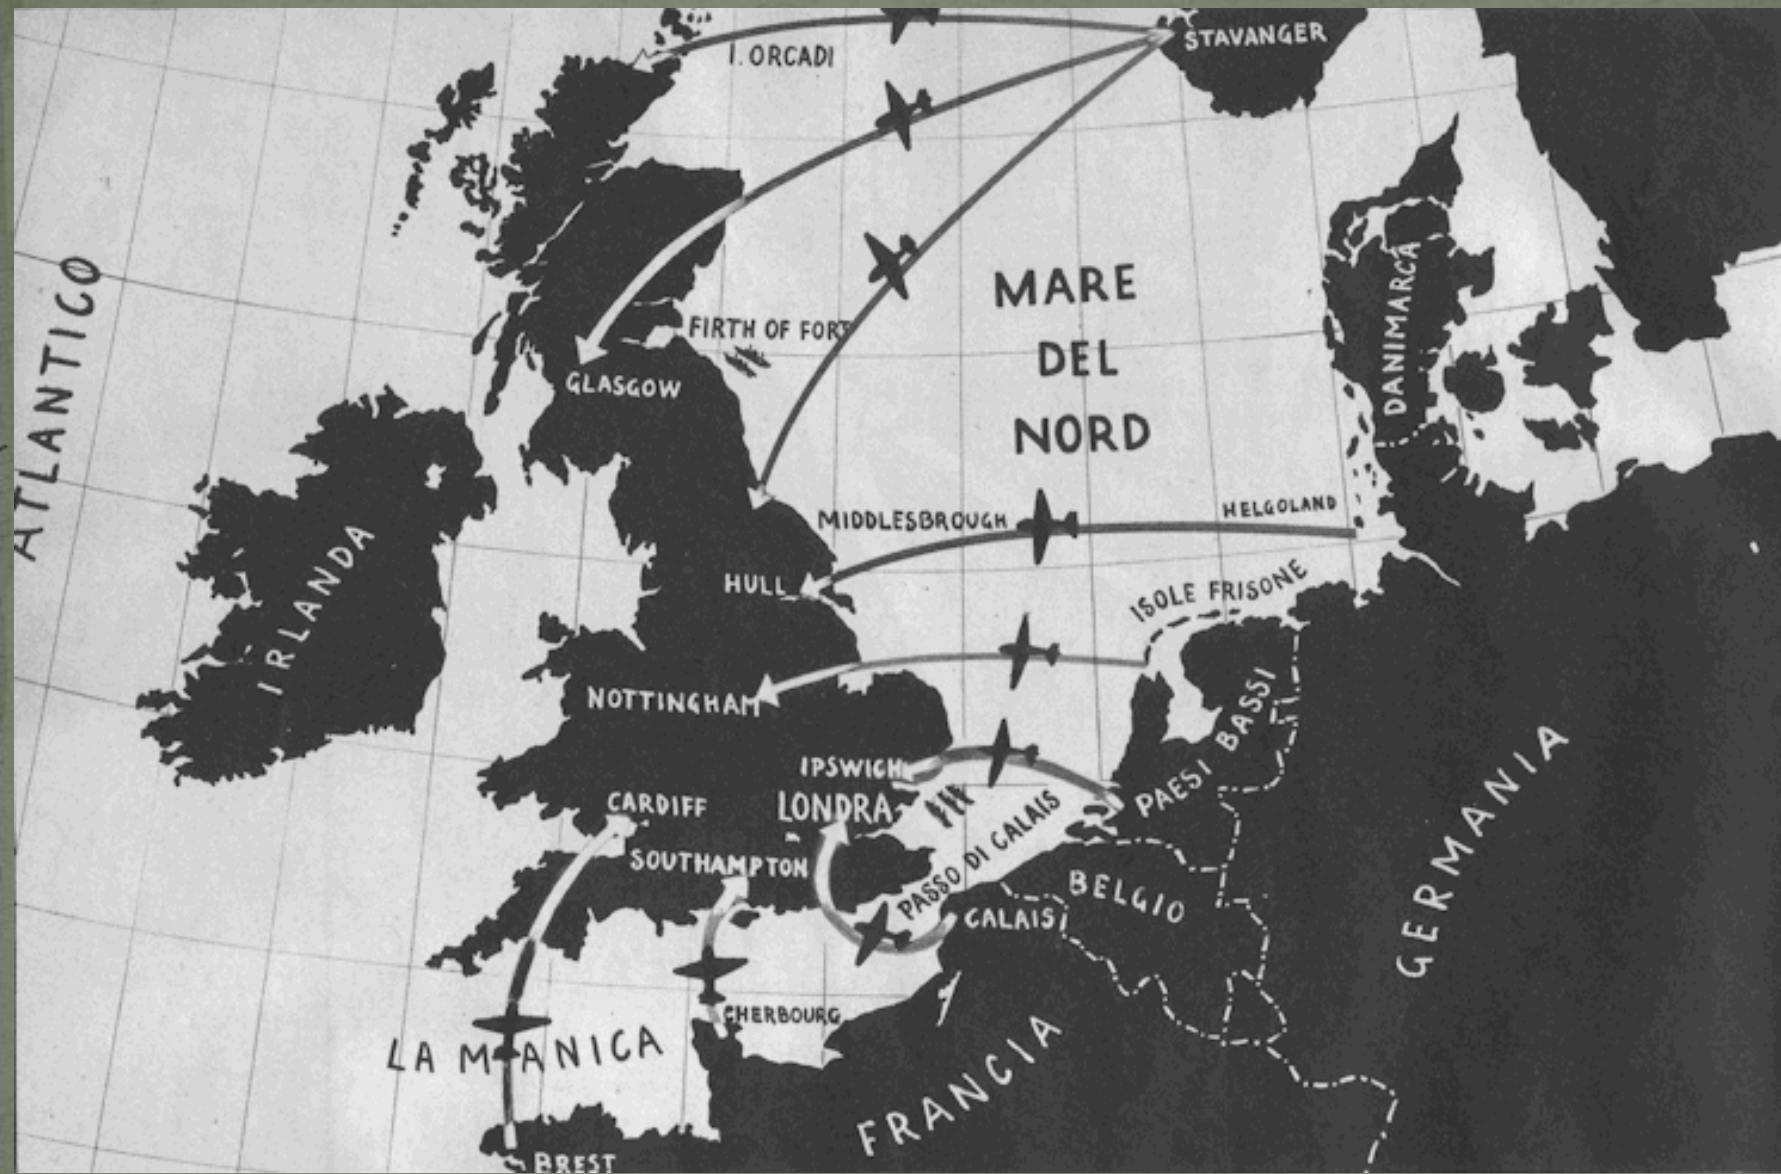 STAVANGER
I. ORCADI
ATLANTICO
MARE
DEL
NORD
FIRTH OF FORT
GLASGOW
DANIMARCA
MIDDLESBROUGH
HELGOLAND
HULL
IRLANDA
ISOLE FRISONE
NOTTINGHAM
PAESI BASSI
IPSWICH
CARDIFF
LONDRA
SOUTHAMPTON
PASSO DI CALAIS
BELGIO
CALAIS
GERMANIA
CHERBOURG
LA MANICA
FRANCIA
BREST